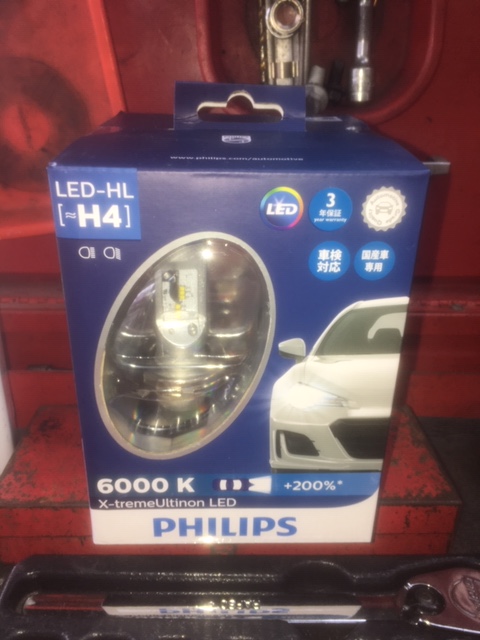 www.philips.com/automotive
LED-HL
[≈H4]
LED
3
年保証
year warranty
車検
対応
国産車
専用
6000 K
+200%*
X-tremeUltinon LED
PHILIPS